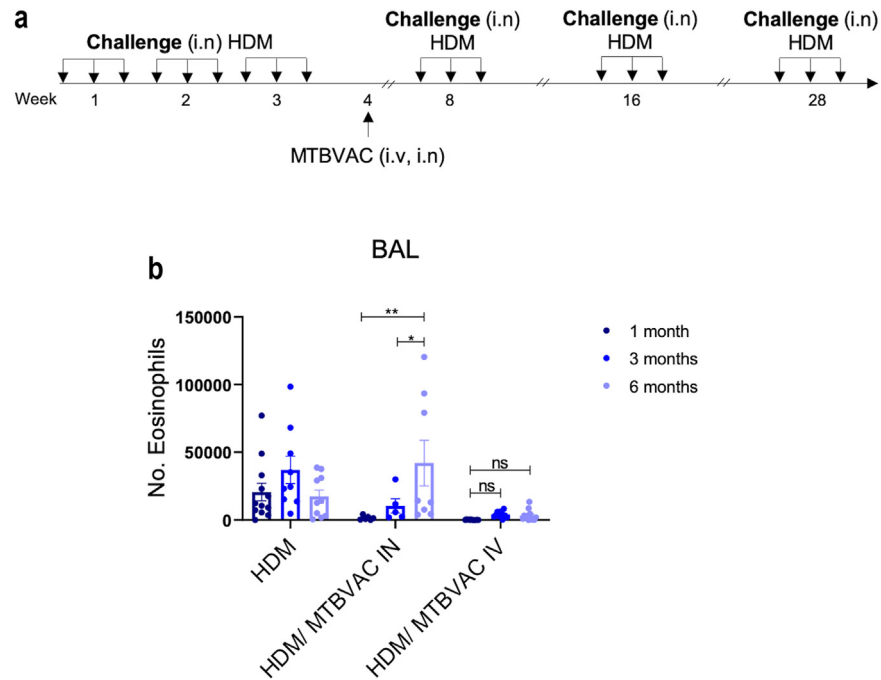 a
Challenge (i.n) HDM
Challenge (i.n)
HDM
Challenge (i.n)
HDM
Challenge (i.n)
HDM
Week 1 2 3 4 8 16 28
MTBVAC (i.v, i.n)
b
BAL
No. Eosinophils
150000
100000
50000
0
**
*
ns
ns
HDM
HDM/ MTBVAC IN
HDM/ MTBVAC IV
1 month
3 months
6 months